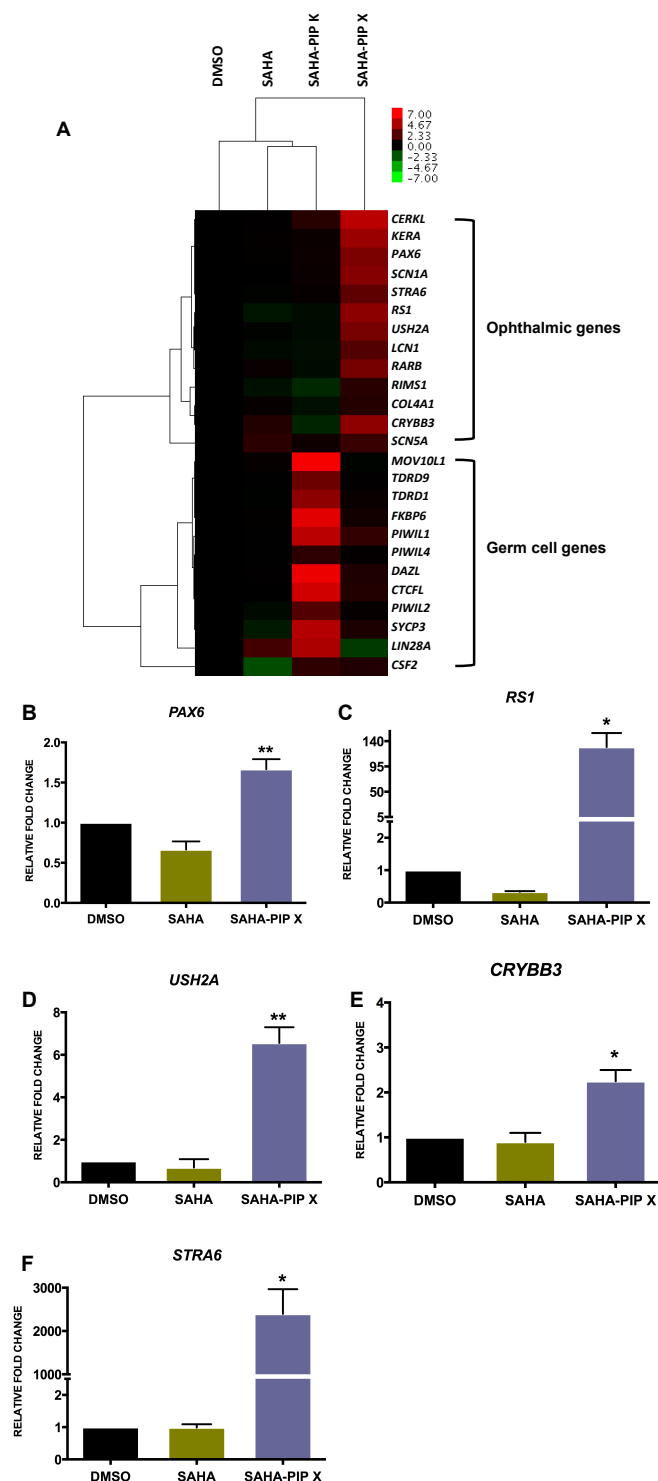 DMSO
SAHA
SAHA-PIP K
SAHA-PIP X
A
7.00
4.67
2.33
0.00
-2.33
-4.67
-7.00
CERKL
KERA
PAX6
SCN1A
STRA6
RS1
USH2A
LCN1
RARB
RIMS1
COL4A1
CRYBB3
SCN5A
Ophthalmic genes
MOV10L1
TDRD9
TDRD1
FKBP6
PIWIL1
PIWIL4
DAZL
CTCFL
PIWIL2
SYCP3
LIN28A
CSF2
Germ cell genes
B
PAX6
RELATIVE FOLD CHANGE
2.0
1.5
1.0
0.5
0.0
**
DMSO
SAHA
SAHA-PIP X
C
RS1
RELATIVE FOLD CHANGE
140
95
50
5
2
1
0
*
DMSO
SAHA
SAHA-PIP X
D
USH2A
RELATIVE FOLD CHANGE
8
6
4
2
0
**
DMSO
SAHA
SAHA-PIP X
E
CRYBB3
RELATIVE FOLD CHANGE
4
3
2
1
0
*
DMSO
SAHA
SAHA-PIP X
F
STRA6
RELATIVE FOLD CHANGE
3000
2000
1000
2
1
0
*
DMSO
SAHA
SAHA-PIP X